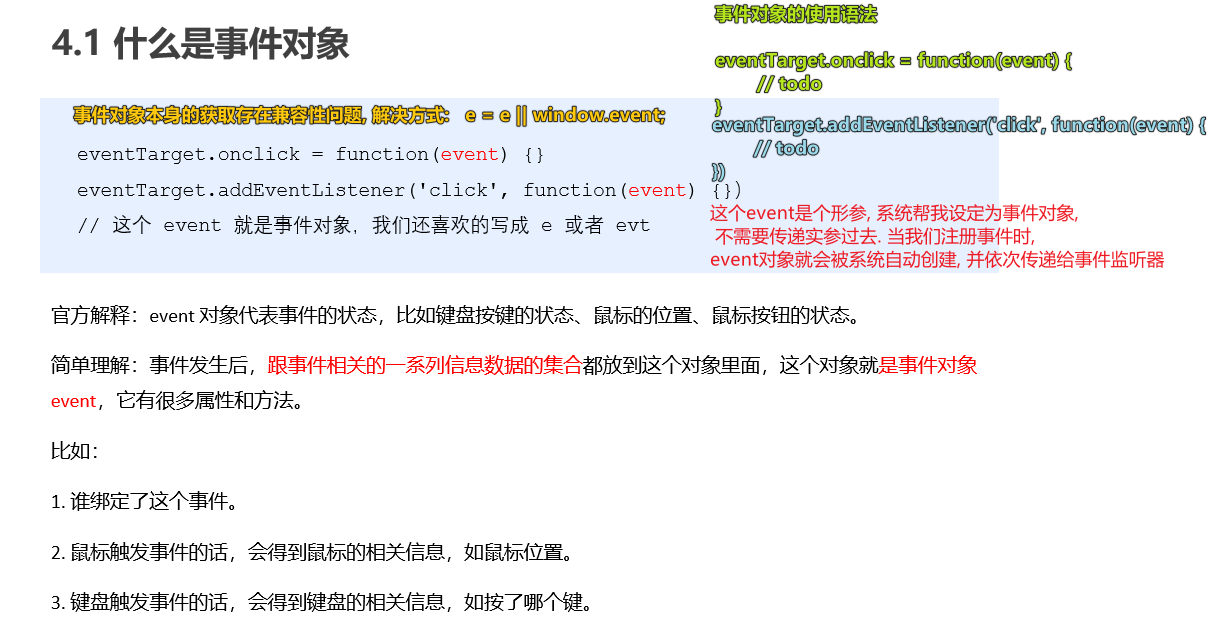 4.1 什么是事件对象
事件对象的使用语法
eventTarget.onclick = function(event) {
// todo
}
eventTarget.addEventListener('click', function(event) {
// todo
})
事件对象本身的获取存在兼容性问题, 解决方式: e = e || window.event;
eventTarget.onclick = function(event) {}
eventTarget.addEventListener('click', function(event) {})
// 这个 event 就是事件对象，我们还喜欢的写成 e 或者 evt
这个event是个形参, 系统帮我设定为事件对象,
不需要传递实参过去. 当我们注册事件时,
event对象就会被系统自动创建, 并依次传递给事件监听器
官方解释：event 对象代表事件的状态，比如键盘按键的状态、鼠标的位置、鼠标按钮的状态。
简单理解：事件发生后，跟事件相关的一系列信息数据的集合都放到这个对象里面，这个对象就是事件对象
event，它有很多属性和方法。
比如：
1. 谁绑定了这个事件。
2. 鼠标触发事件的话，会得到鼠标的相关信息，如鼠标位置。
3. 键盘触发事件的话，会得到键盘的相关信息，如按了哪个键。